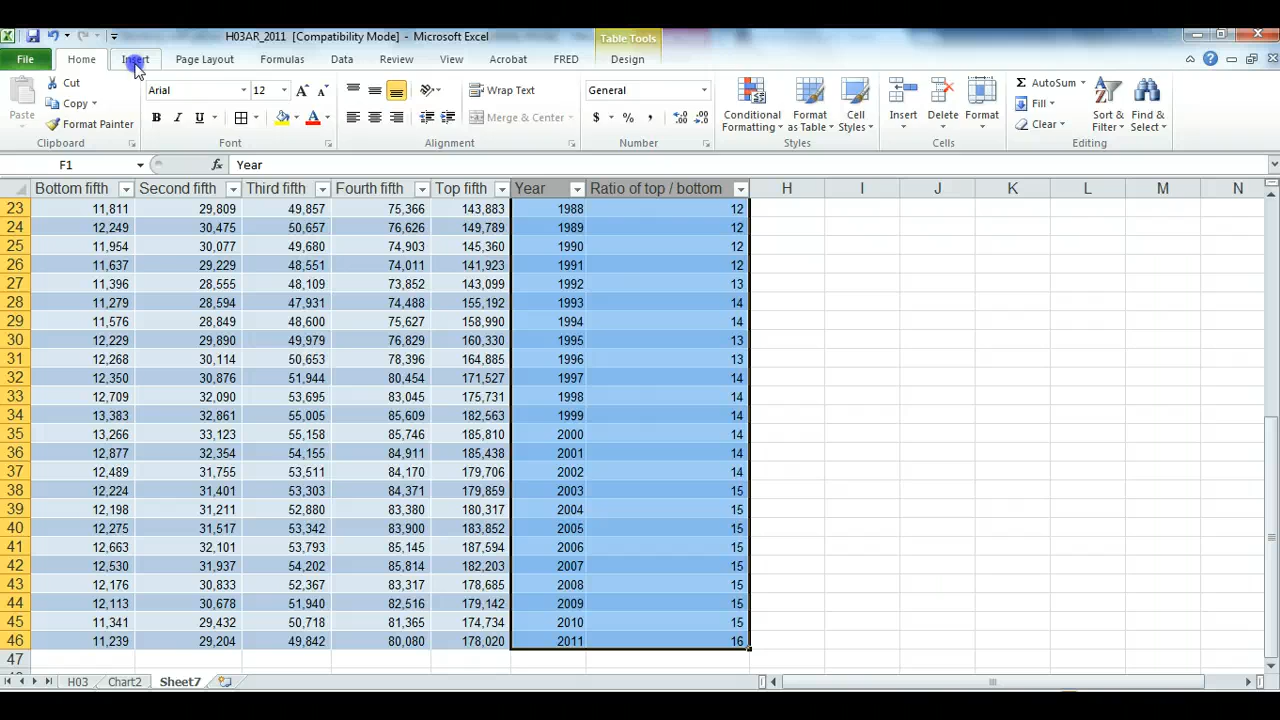 H03AR_2011 [Compatibility Mode] - Microsoft Excel
Table Tools
File Home Insert Page Layout Formulas Data Review View Acrobat FRED Design
Paste
Cut
Copy
Format Painter
Clipboard
Arial 12
B I U A
Font
Wrap Text
Merge & Center
Alignment
General
$ % ,
Number
Conditional Formatting
Format as Table
Cell Styles
Styles
Insert Delete Format
Cells
Σ AutoSum
Fill
Clear
Sort & Filter
Find & Select
Editing
F1 fx Year
Bottom fifth Second fifth Third fifth Fourth fifth Top fifth Year Ratio of top / bottom H I J K L M N
23 11,811 29,809 49,857 75,366 143,883 1988 12
24 12,249 30,475 50,657 76,626 149,789 1989 12
25 11,954 30,077 49,680 74,903 145,360 1990 12
26 11,637 29,229 48,551 74,011 141,923 1991 12
27 11,396 28,555 48,109 73,852 143,099 1992 13
28 11,279 28,594 47,931 74,488 155,192 1993 14
29 11,576 28,849 48,600 75,627 158,990 1994 14
30 12,229 29,890 49,979 76,829 160,330 1995 13
31 12,268 30,114 50,653 78,396 164,885 1996 13
32 12,350 30,876 51,944 80,454 171,527 1997 14
33 12,709 32,090 53,695 83,045 175,731 1998 14
34 13,383 32,861 55,005 85,609 182,563 1999 14
35 13,266 33,123 55,158 85,746 185,810 2000 14
36 12,877 32,354 54,155 84,911 185,438 2001 14
37 12,489 31,755 53,511 84,170 179,706 2002 14
38 12,224 31,401 53,303 84,371 179,859 2003 15
39 12,198 31,211 52,880 83,380 180,317 2004 15
40 12,275 31,517 53,342 83,900 183,852 2005 15
41 12,663 32,101 53,793 85,145 187,594 2006 15
42 12,530 31,937 54,202 85,814 182,203 2007 15
43 12,176 30,833 52,367 83,317 178,685 2008 15
44 12,113 30,678 51,940 82,516 179,142 2009 15
45 11,341 29,432 50,718 81,365 174,734 2010 15
46 11,239 29,204 49,842 80,080 178,020 2011 16
47
H03 Chart2 Sheet7